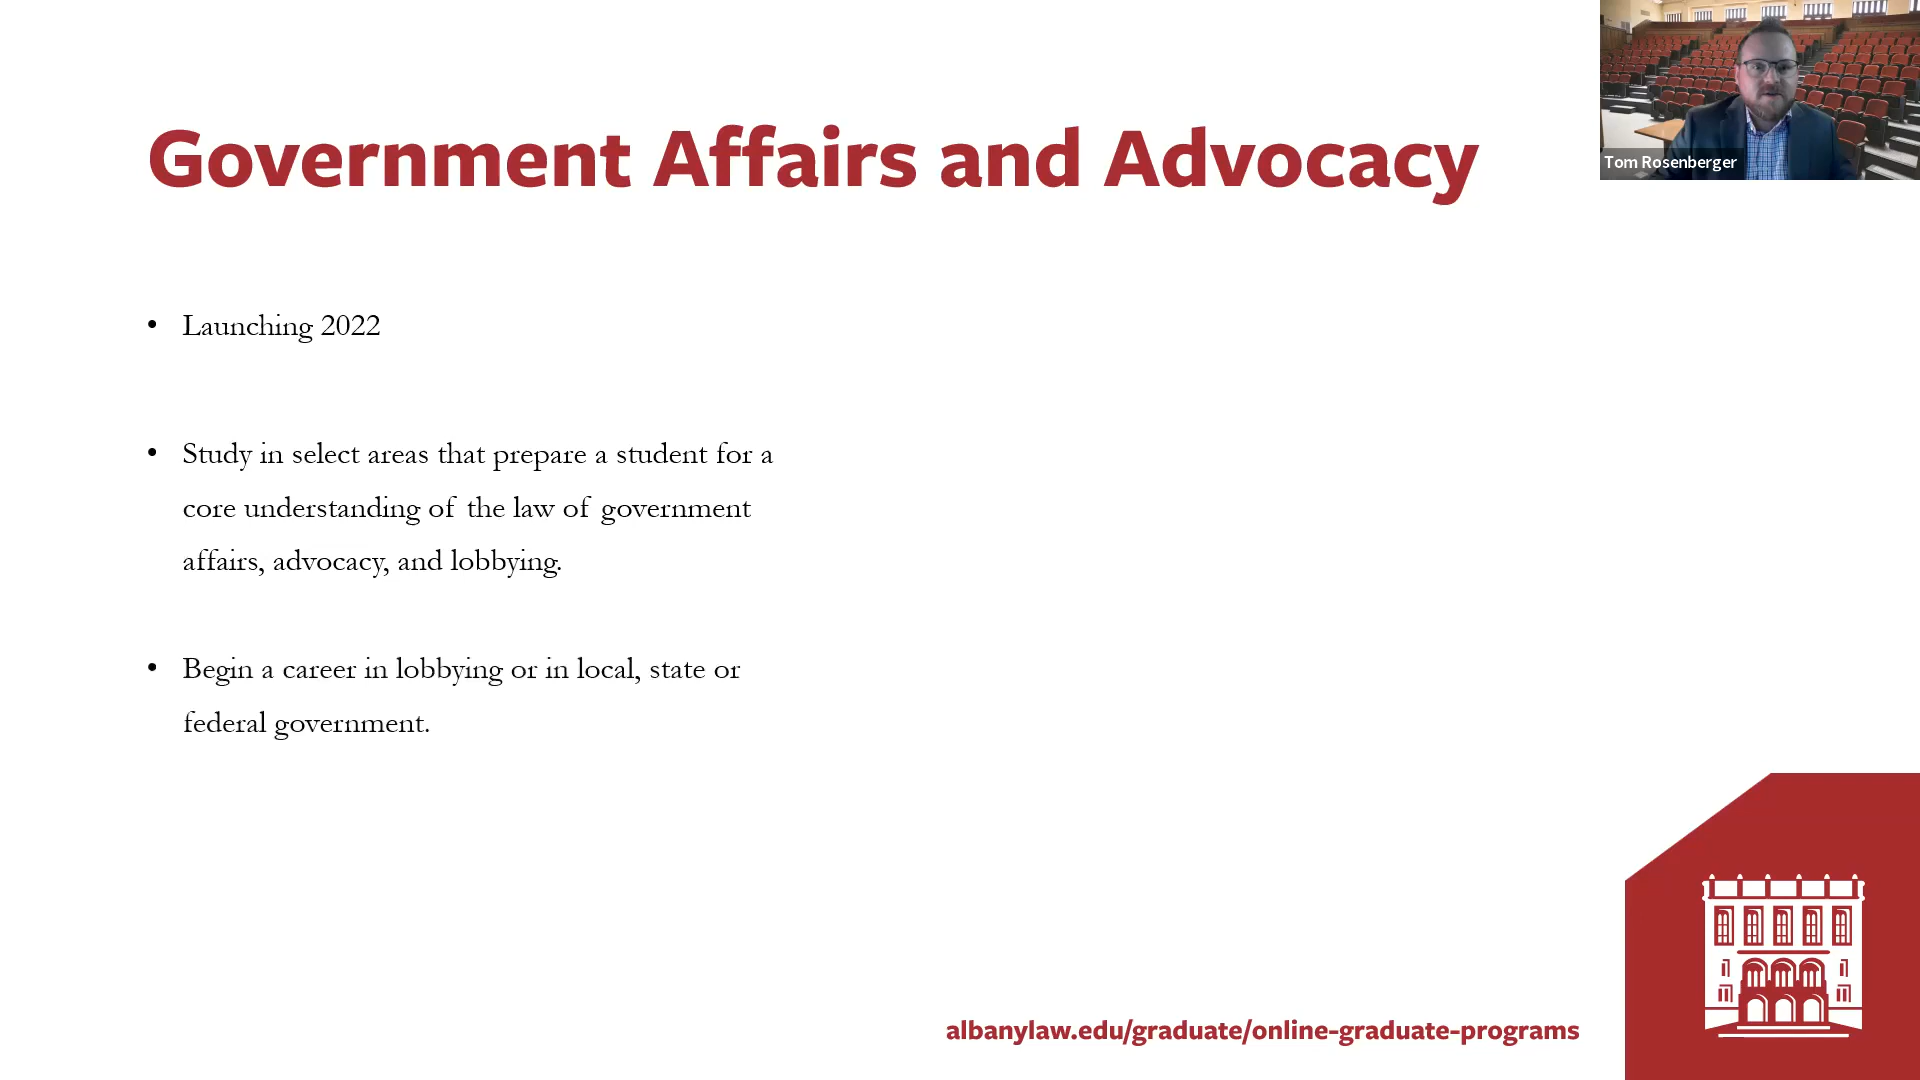 Government Affairs and Advocacy
Tom Rosenberger
• Launching 2022
• Study in select areas that prepare a student for a
core understanding of the law of government
affairs, advocacy, and lobbying.
• Begin a career in lobbying or in local, state or
federal government.
albanylaw.edu/graduate/online-graduate-programs